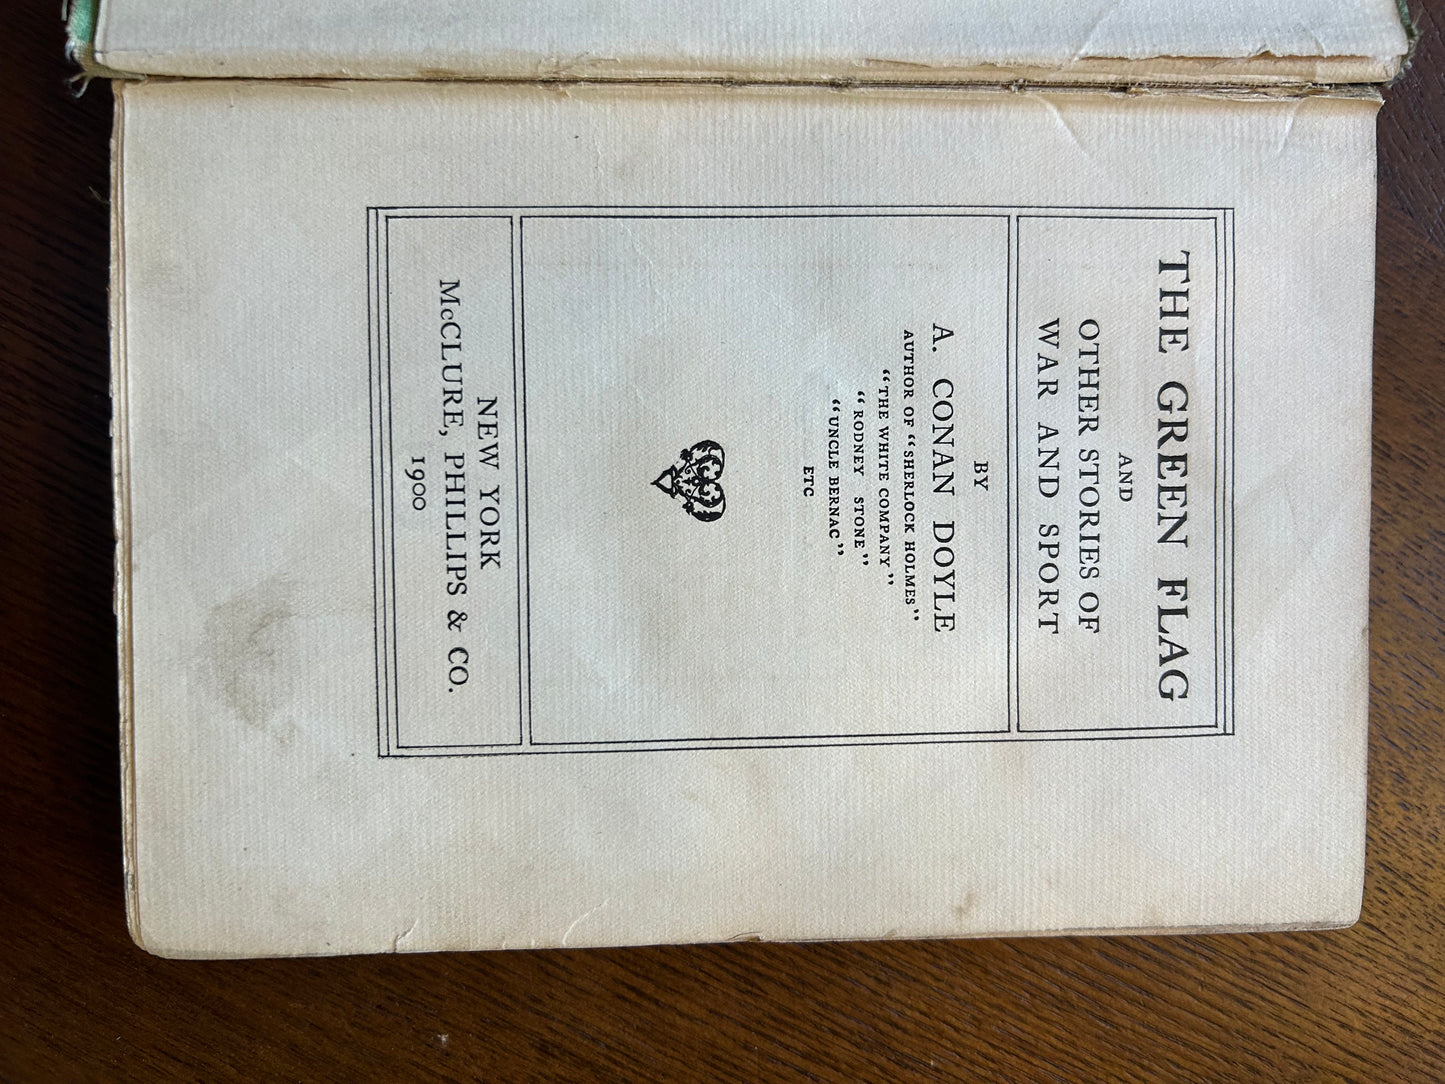 THE GREEN FLAG
AND
OTHER STORIES OF
WAR AND SPORT
BY
A. CONAN DOYLE
AUTHOR OF "SHERLOCK HOLMES"
"THE WHITE COMPANY"
"RODNEY STONE"
"UNCLE BERNAC"
ETC
NEW YORK
McCLURE, PHILLIPS & CO.
1900